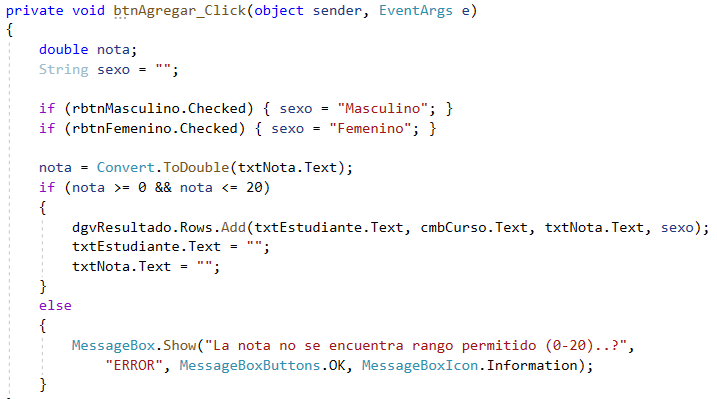 private void btnAgregar_Click(object sender, EventArgs e)
{
double nota;
String sexo = "";
if (rbtnMasculino.Checked) { sexo = "Masculino"; }
if (rbtnFemenino.Checked) { sexo = "Femenino"; }
nota = Convert.ToDouble(txtNota.Text);
if (nota >= 0 && nota <= 20)
{
dgvResultado.Rows.Add(txtEstudiante.Text, cmbCurso.Text, txtNota.Text, sexo);
txtEstudiante.Text = "";
txtNota.Text = "";
}
else
{
MessageBox.Show("La nota no se encuentra rango permitido (0-20)..?",
"ERROR", MessageBoxButtons.OK, MessageBoxIcon.Information);
}